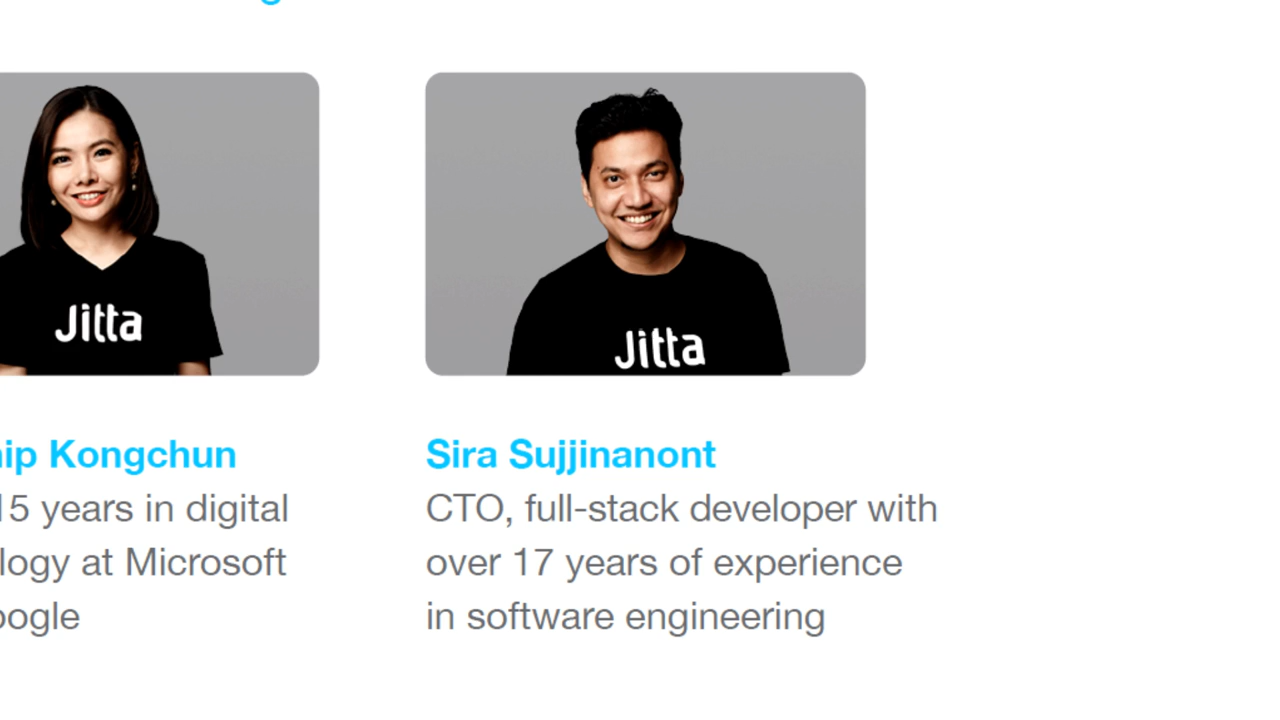 Jitta
Jitta
Kongchun
15 years in digital
at Microsoft
Sira Sujjinanont
CTO, full-stack developer with
over 17 years of experience
in software engineering